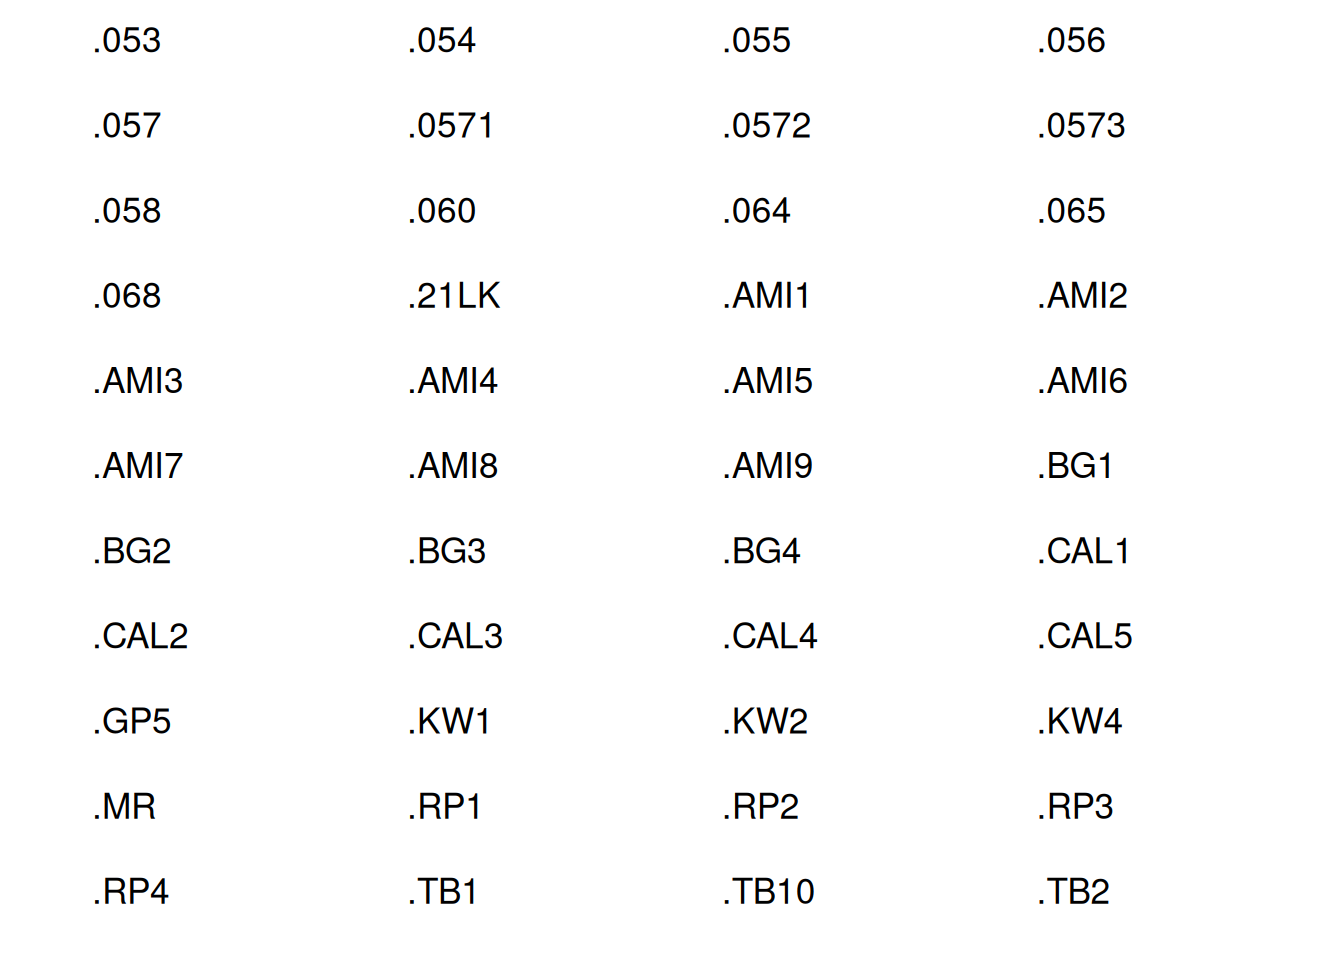 .053 .054 .055 .056
.057 .0571 .0572 .0573
.058 .060 .064 .065
.068 .21LK .AMI1 .AMI2
.AMI3 .AMI4 .AMI5 .AMI6
.AMI7 .AMI8 .AMI9 .BG1
.BG2 .BG3 .BG4 .CAL1
.CAL2 .CAL3 .CAL4 .CAL5
.GP5 .KW1 .KW2 .KW4
.MR .RP1 .RP2 .RP3
.RP4 .TB1 .TB10 .TB2